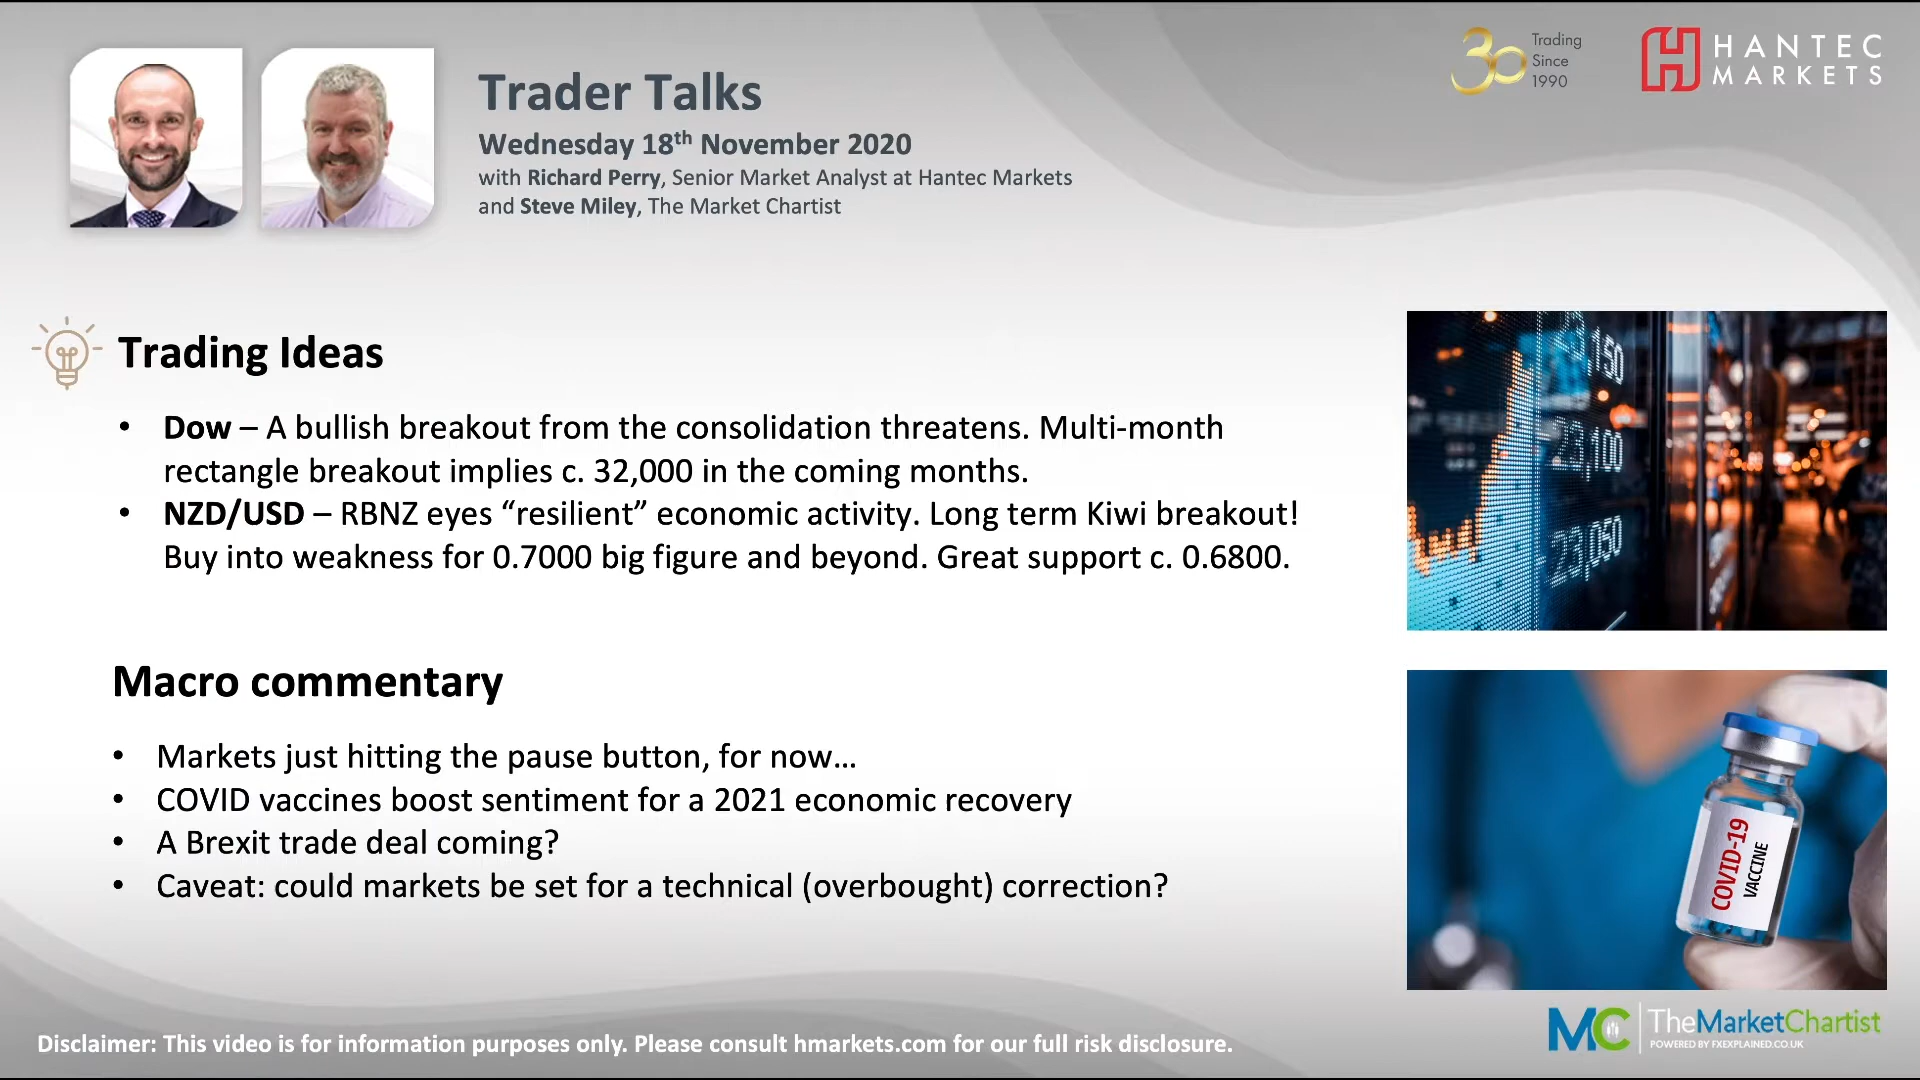 Trader Talks
Wednesday 18th November 2020
with Richard Perry, Senior Market Analyst at Hantec Markets
and Steve Miley, The Market Chartist
30 Trading
Since
1990
HANTEC
MARKETS
Trading Ideas
• Dow – A bullish breakout from the consolidation threatens. Multi-month
rectangle breakout implies c. 32,000 in the coming months.
• NZD/USD – RBNZ eyes “resilient” economic activity. Long term Kiwi breakout!
Buy into weakness for 0.7000 big figure and beyond. Great support c. 0.6800.
23,150
23,100
23,050
Macro commentary
• Markets just hitting the pause button, for now…
• COVID vaccines boost sentiment for a 2021 economic recovery
• A Brexit trade deal coming?
• Caveat: could markets be set for a technical (overbought) correction?
COVID-19
VACCINE
Disclaimer: This video is for information purposes only. Please consult hmarkets.com for our full risk disclosure.
MC TheMarketChartist
POWERED BY FXEXPLAINED.CO.UK